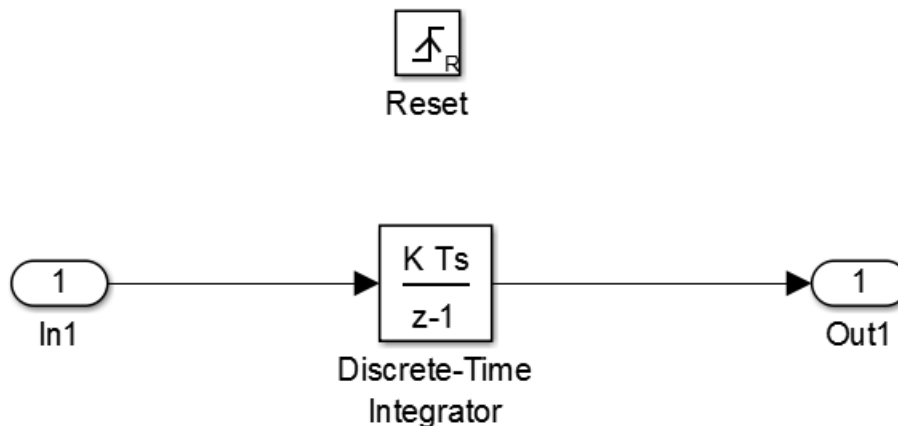 R
Reset
K Ts
1
1
z-1
In1
Out1
Discrete-Time
Integrator